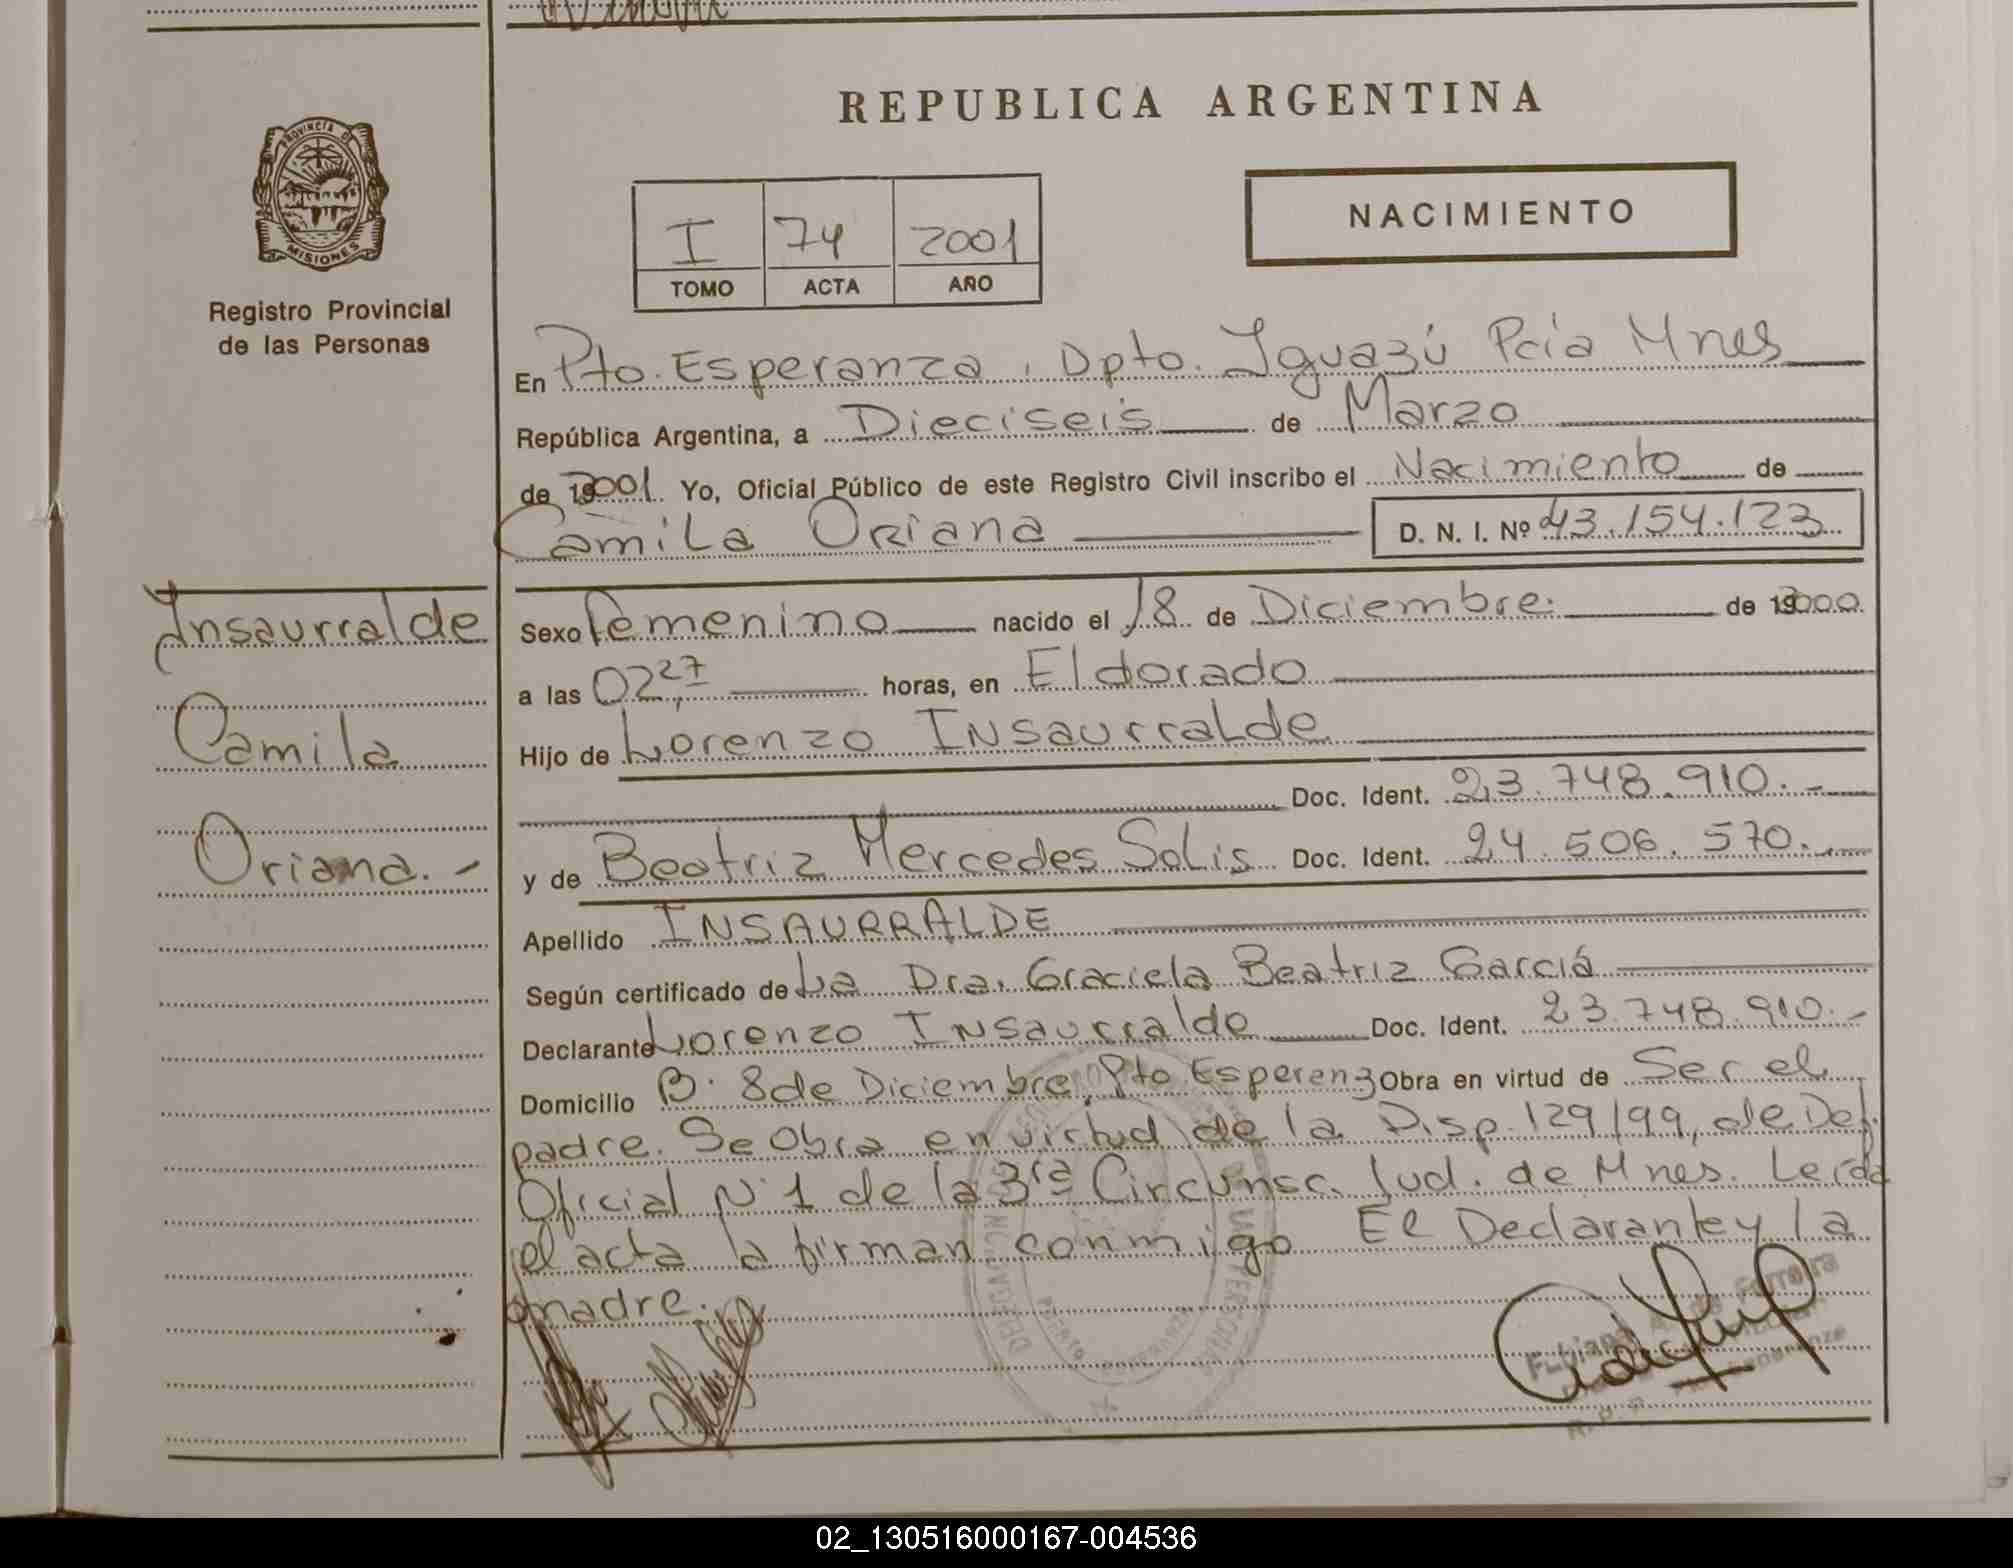 REPUBLICA ARGENTINA
PROVINCIA DE
MISIONES
Registro Provincial
de las Personas
I 74 2001
TOMO ACTA AÑO
NACIMIENTO
En Pto. Esperanza, Dpto. Iguazú Pcia Mnes
República Argentina, a Dieciseis de Marzo
de 2001 Yo, Oficial Público de este Registro Civil inscribo el Nacimiento de
Camila Oriana D. N. I. Nº 43.154.123
Insaurralde
Camila
Oriana.-
Sexo Femenino nacido el 18 de Diciembre. de 2000
a las 02,27 horas, en Eldorado
Hijo de Lorenzo Insaurralde
Doc. Ident. 23.748.910.-
y de Beatriz Mercedes Solis Doc. Ident. 24.506.570.-
Apellido INSAURRALDE
Según certificado de La Dra. Graciela Beatriz Garciá
Declarante Lorenzo Insaurralde Doc. Ident. 23.748.910.-
Domicilio B. 8 de Diciembre, Pto Esperanz Obra en virtud de Ser el
padre. Se Obra en virtud de la Disp. 129/99, de Def.
Oficial Nº 1 de la 3ra Circunsc. Jud. de Mnes. Leida
el acta la firman conmigo El Declarante y la
madre.
02_130516000167-004536